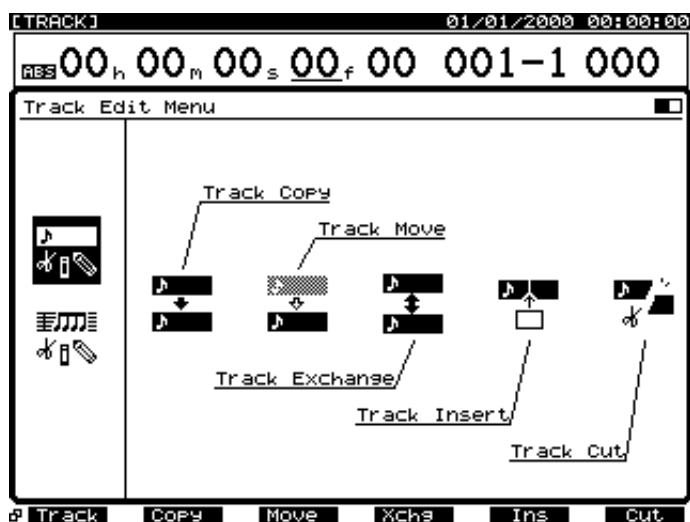 [TRACK] 01/01/2000 00:00:00
ABS 00h 00m 00s 00f 00 001-1 000
Track Edit Menu
Track Copy
Track Move
Track Exchange
Track Insert
Track Cut
Track Copy Move Xchg Ins Cut